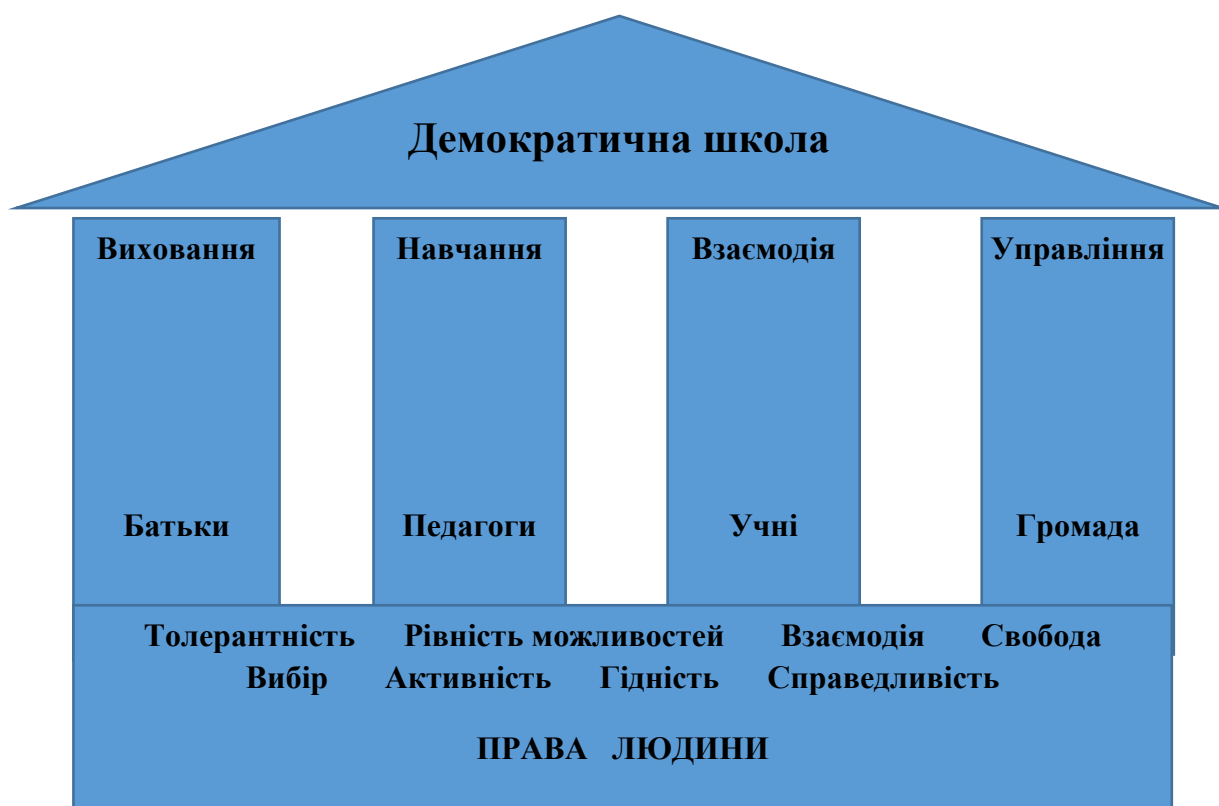 Демократична школа
Виховання Навчання Взаємодія Управління
Батьки Педагоги Учні Громада
Толерантність Рівність можливостей Взаємодія Свобода
Вибір Активність Гідність Справедливість
ПРАВА ЛЮДИНИ